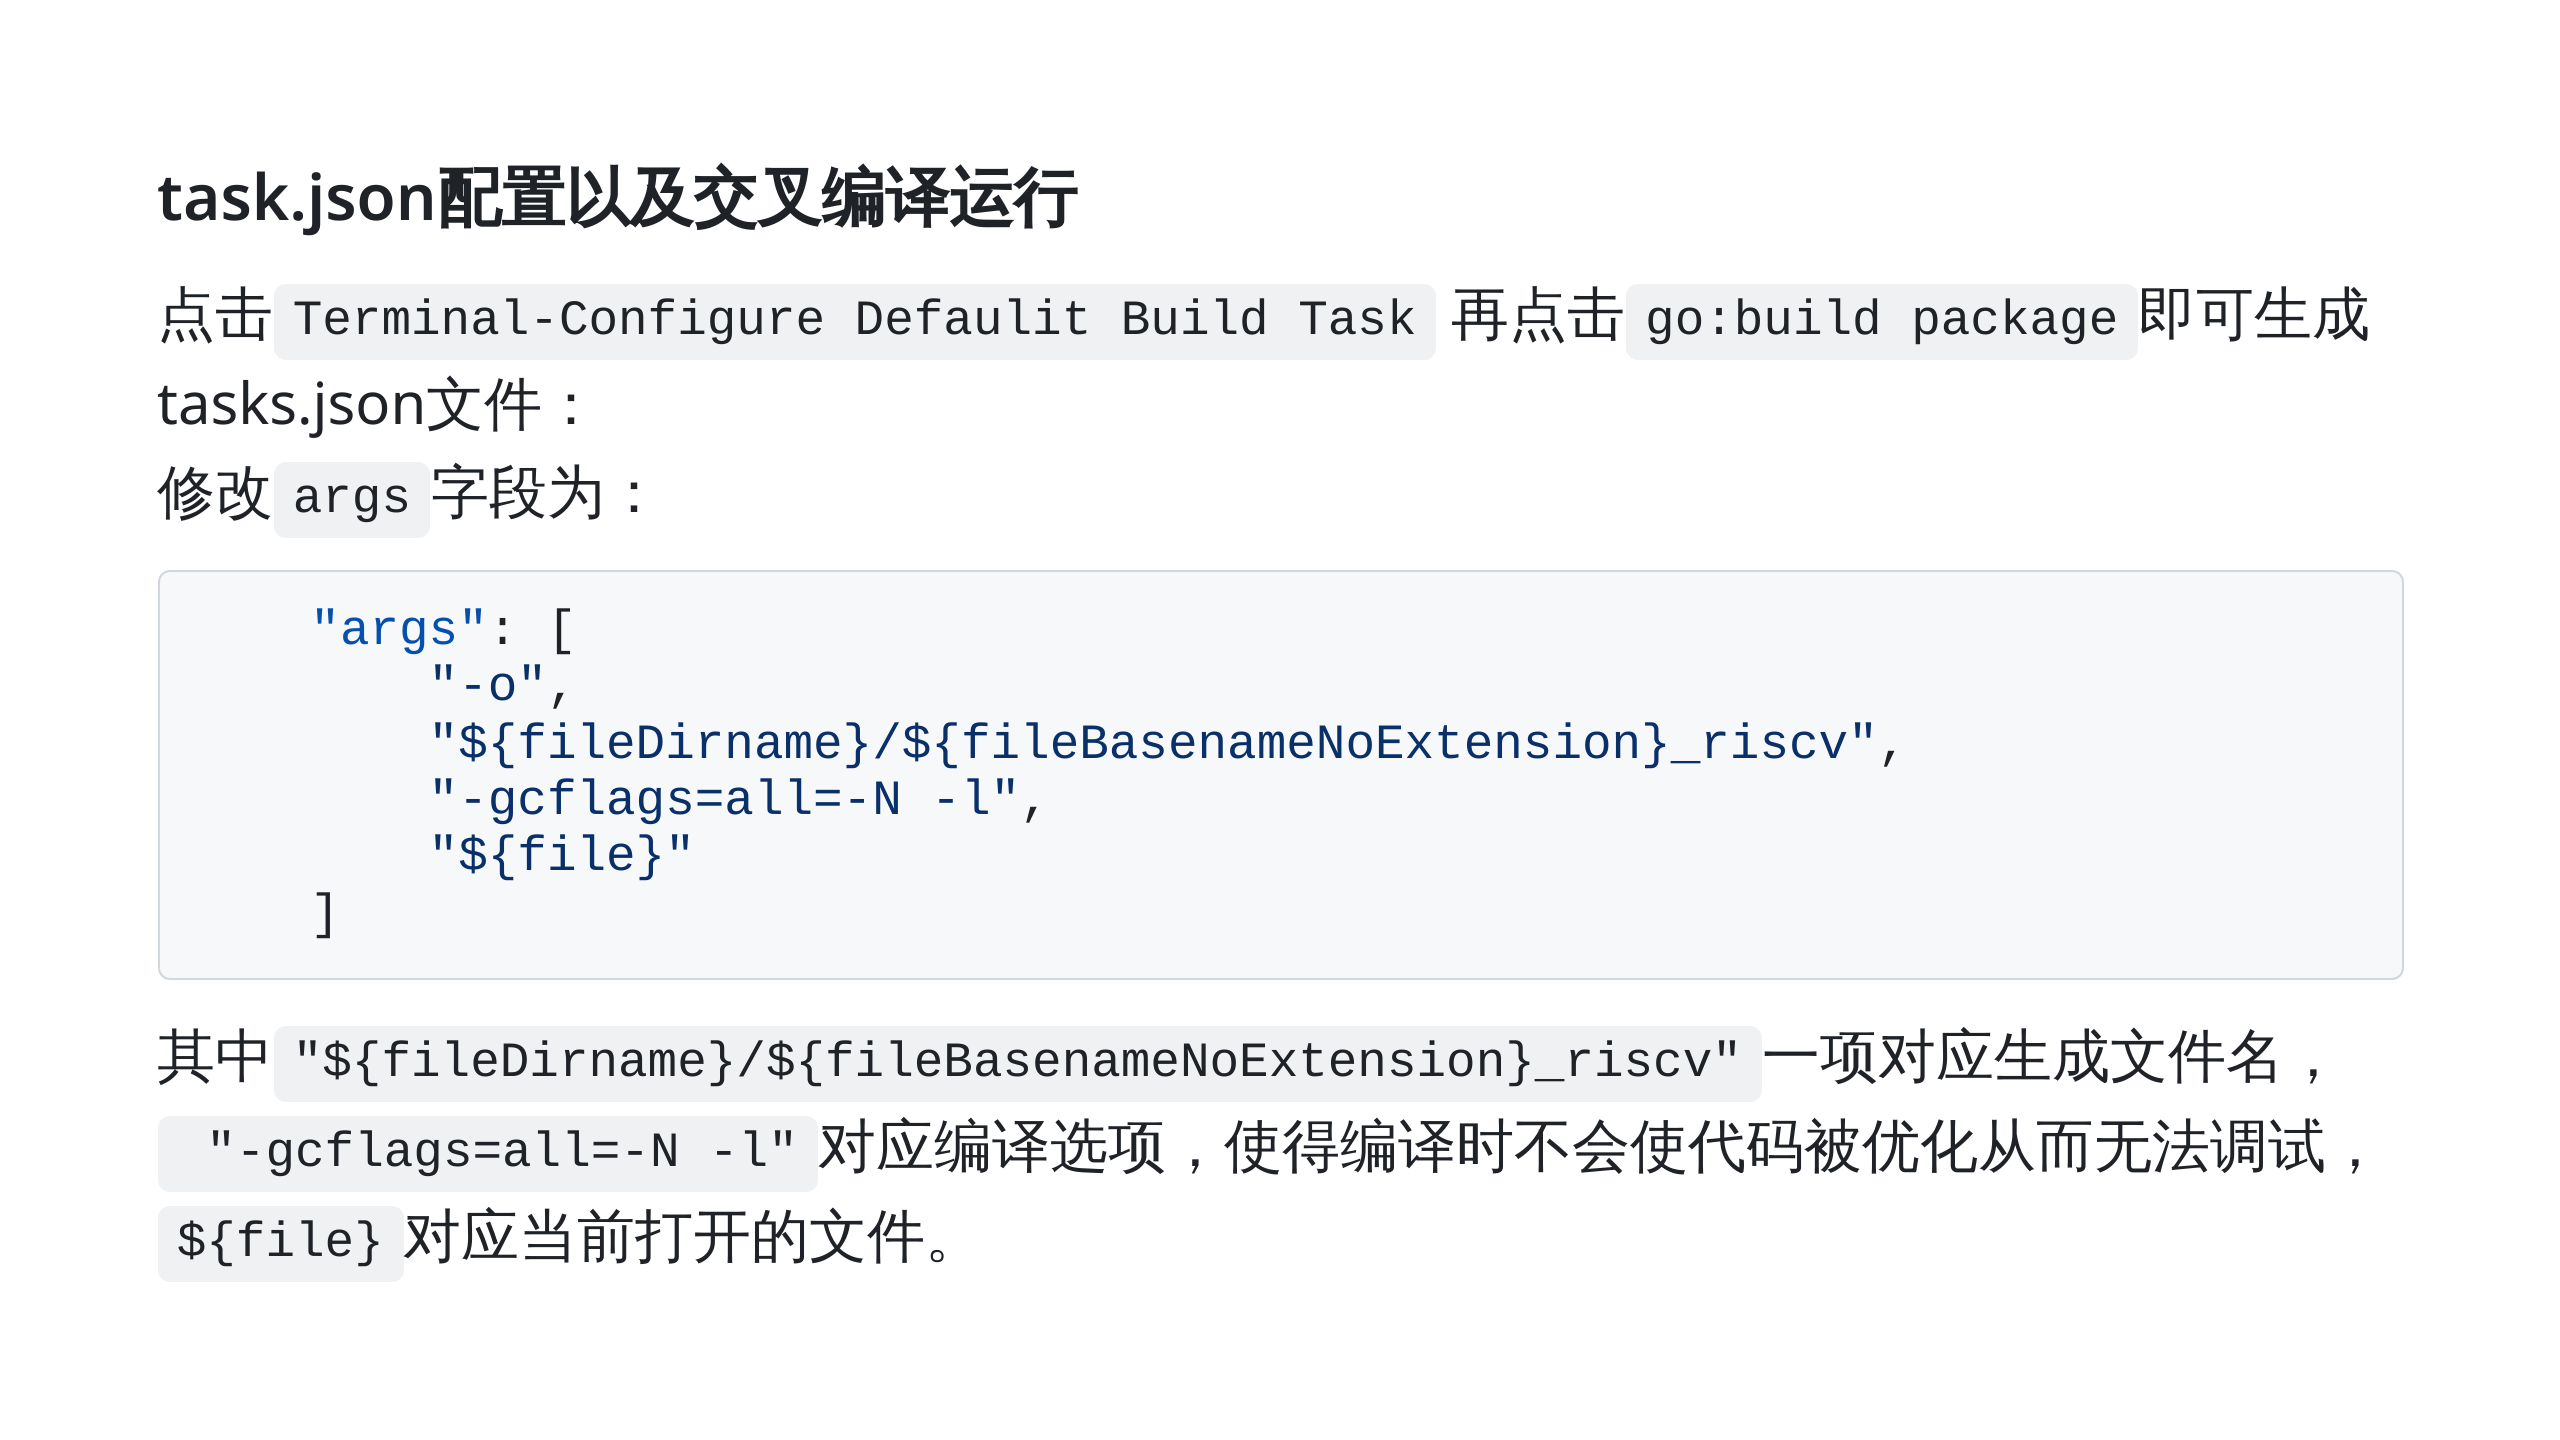 task.json配置以及交叉编译运行
点击 Terminal-Configure Defaulit Build Task 再点击 go:build package 即可生成
tasks.json文件：
修改 args 字段为：
"args": [
    "-o",
    "${fileDirname}/${fileBasenameNoExtension}_riscv",
    "-gcflags=all=-N -l",
    "${file}"
]
其中 "${fileDirname}/${fileBasenameNoExtension}_riscv" 一项对应生成文件名，
"-gcflags=all=-N -l" 对应编译选项，使得编译时不会使代码被优化从而无法调试，
${file} 对应当前打开的文件。